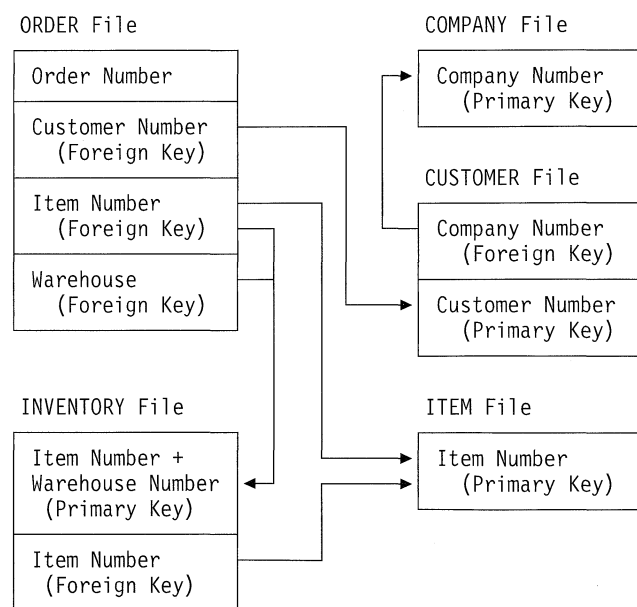 ORDER File
Order Number
Customer Number
(Foreign Key)
Item Number
(Foreign Key)
Warehouse
(Foreign Key)
COMPANY File
Company Number
(Primary Key)
CUSTOMER File
Company Number
(Foreign Key)
Customer Number
(Primary Key)
INVENTORY File
Item Number +
Warehouse Number
(Primary Key)
Item Number
(Foreign Key)
ITEM File
Item Number
(Primary Key)